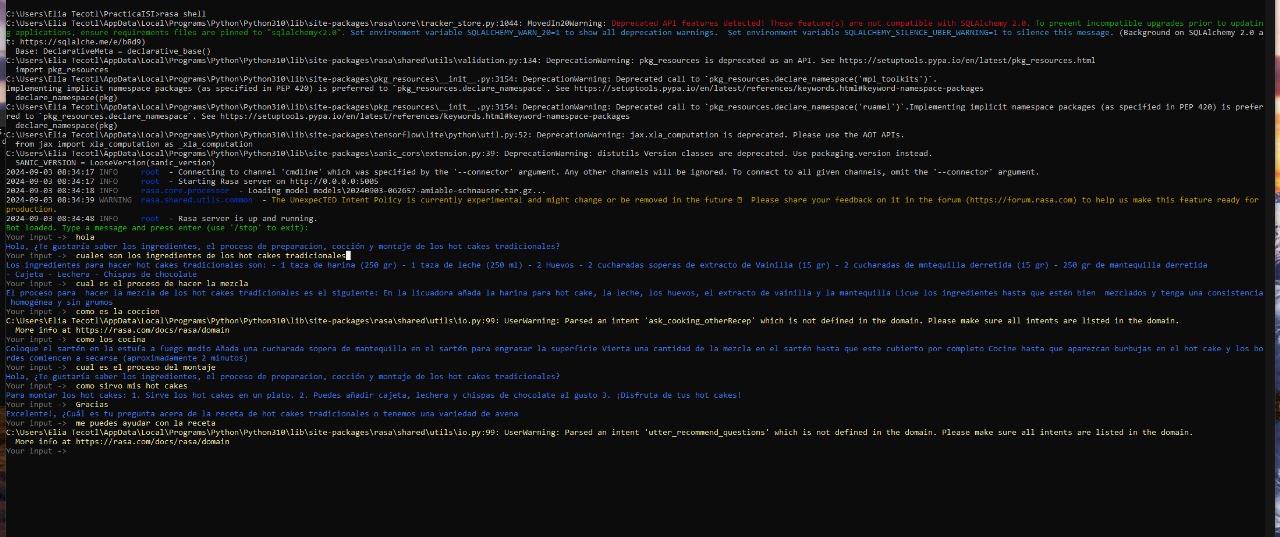 C:\Users\Elia Tecotl\PracticaISI>rasa shell
C:\Users\Elia Tecotl\AppData\Local\Programs\Python\Python310\lib\site-packages\rasa\core\tracker_store.py:1044: MovedIn20Warning: Deprecated API features detected! These feature(s) are not compatible with SQLAlchemy 2.0. To prevent incompatible upgrades prior to updatin
g applications, ensure requirements files are pinned to "sqlalchemy<2.0". Set environment variable SQLALCHEMY_WARN_20=1 to show all deprecation warnings.  Set environment variable SQLALCHEMY_SILENCE_UBER_WARNING=1 to silence this message. (Background on SQLAlchemy 2.0 a
t: https://sqlalche.me/e/b8d9)
  Base: DeclarativeMeta = declarative_base()
C:\Users\Elia Tecotl\AppData\Local\Programs\Python\Python310\lib\site-packages\rasa\shared\utils\validation.py:134: DeprecationWarning: pkg_resources is deprecated as an API. See https://setuptools.pypa.io/en/latest/pkg_resources.html
  import pkg_resources
C:\Users\Elia Tecotl\AppData\Local\Programs\Python\Python310\lib\site-packages\pkg_resources\__init__.py:3154: DeprecationWarning: Deprecated call to `pkg_resources.declare_namespace('mpl_toolkits')`.
Implementing implicit namespace packages (as specified in PEP 420) is preferred to `pkg_resources.declare_namespace`. See https://setuptools.pypa.io/en/latest/references/keywords.html#keyword-namespace-packages
  declare_namespace(pkg)
C:\Users\Elia Tecotl\AppData\Local\Programs\Python\Python310\lib\site-packages\pkg_resources\__init__.py:3154: DeprecationWarning: Deprecated call to `pkg_resources.declare_namespace('ruamel')`.Implementing implicit namespace packages (as specified in PEP 420) is prefer
red to `pkg_resources.declare_namespace`. See https://setuptools.pypa.io/en/latest/references/keywords.html#keyword-namespace-packages
  declare_namespace(pkg)
C:\Users\Elia Tecotl\AppData\Local\Programs\Python\Python310\lib\site-packages\tensorflow\lite\python\util.py:52: DeprecationWarning: jax.xla_computation is deprecated. Please use the AOT APIs.
  from jax import xla_computation as _xla_computation
C:\Users\Elia Tecotl\AppData\Local\Programs\Python\Python310\lib\site-packages\sanic_cors\extension.py:39: DeprecationWarning: distutils Version classes are deprecated. Use packaging.version instead.
  SANIC_VERSION = LooseVersion(sanic_version)
2024-09-03 08:34:17 INFO     root  - Connecting to channel 'cmdline' which was specified by the '--connector' argument. Any other channels will be ignored. To connect to all given channels, omit the '--connector' argument.
2024-09-03 08:34:17 INFO     root  - Starting Rasa server on http://0.0.0.0:5005
2024-09-03 08:34:18 INFO     rasa.core.processor  - Loading model models\20240903-062657-amiable-schnauser.tar.gz...
2024-09-03 08:34:39 WARNING  rasa.shared.utils.common  - The UnexpecTED Intent Policy is currently experimental and might change or be removed in the future  Please share your feedback on it in the forum (https://forum.rasa.com) to help us make this feature ready for
production.
2024-09-03 08:34:48 INFO     root  - Rasa server is up and running.
Bot loaded. Type a message and press enter (use '/stop' to exit):
Your input ->  hola
Hola, ¿Te gustaría saber los ingredientes, el proceso de preparacion, cocción y montaje de los hot cakes tradicionales?
Your input ->  cuales son los ingredientes de los hot cakes tradicionales
Los ingredientes para hacer hot cakes tradicionales son: - 1 taza de harina (250 gr) - 1 taza de leche (250 ml) - 2 Huevos - 2 cucharadas soperas de extracto de Vainilla (15 gr) - 2 cucharadas de mntequilla derretida (15 gr) - 250 gr de mantequilla derretida
- Cajeta - Lechera - Chispas de chocolate
Your input ->  cual es el proceso de hacer la mezcla
El proceso para  hacer la mezcla de los hot cakes tradicionales es el siguiente: En la licuadora añada la harina para hot cake, la leche, los huevos, el extracto de vainilla y la mantequilla Licue los ingredientes hasta que estén bien  mezclados y tenga una consistencia
 homogénea y sin grumos
Your input ->  como es la coccion
C:\Users\Elia Tecotl\AppData\Local\Programs\Python\Python310\lib\site-packages\rasa\shared\utils\io.py:99: UserWarning: Parsed an intent 'ask_cooking_otherRecep' which is not defined in the domain. Please make sure all intents are listed in the domain.
  More info at https://rasa.com/docs/rasa/domain
Your input ->  como los cocina
Coloque el sartén en la estufa a fuego medio Añada una cucharada sopera de mantequilla en el sartén para engrasar la superficie Vierta una cantidad de la mezcla en el sartén hasta que este cubierto por completo Cocine hasta que aparezcan burbujas en el hot cake y los bo
rdes comiencen a secarse (aproximadamente 2 minutos)
Your input ->  cual es el proceso del montaje
Hola, ¿Te gustaría saber los ingredientes, el proceso de preparacion, cocción y montaje de los hot cakes tradicionales?
Your input ->  como sirvo mis hot cakes
Para montar los hot cakes: 1. Sirve los hot cakes en un plato. 2. Puedes añadir cajeta, lechera y chispas de chocolate al gusto 3. ¡Disfruta de tus hot cakes!
Your input ->  Gracias
Excelente!, ¿Cuál es tu pregunta acera de la receta de hot cakes tradicionales o tenemos una variedad de avena
Your input ->  me puedes ayudar con la receta
C:\Users\Elia Tecotl\AppData\Local\Programs\Python\Python310\lib\site-packages\rasa\shared\utils\io.py:99: UserWarning: Parsed an intent 'utter_recommend_questions' which is not defined in the domain. Please make sure all intents are listed in the domain.
  More info at https://rasa.com/docs/rasa/domain
Your input ->